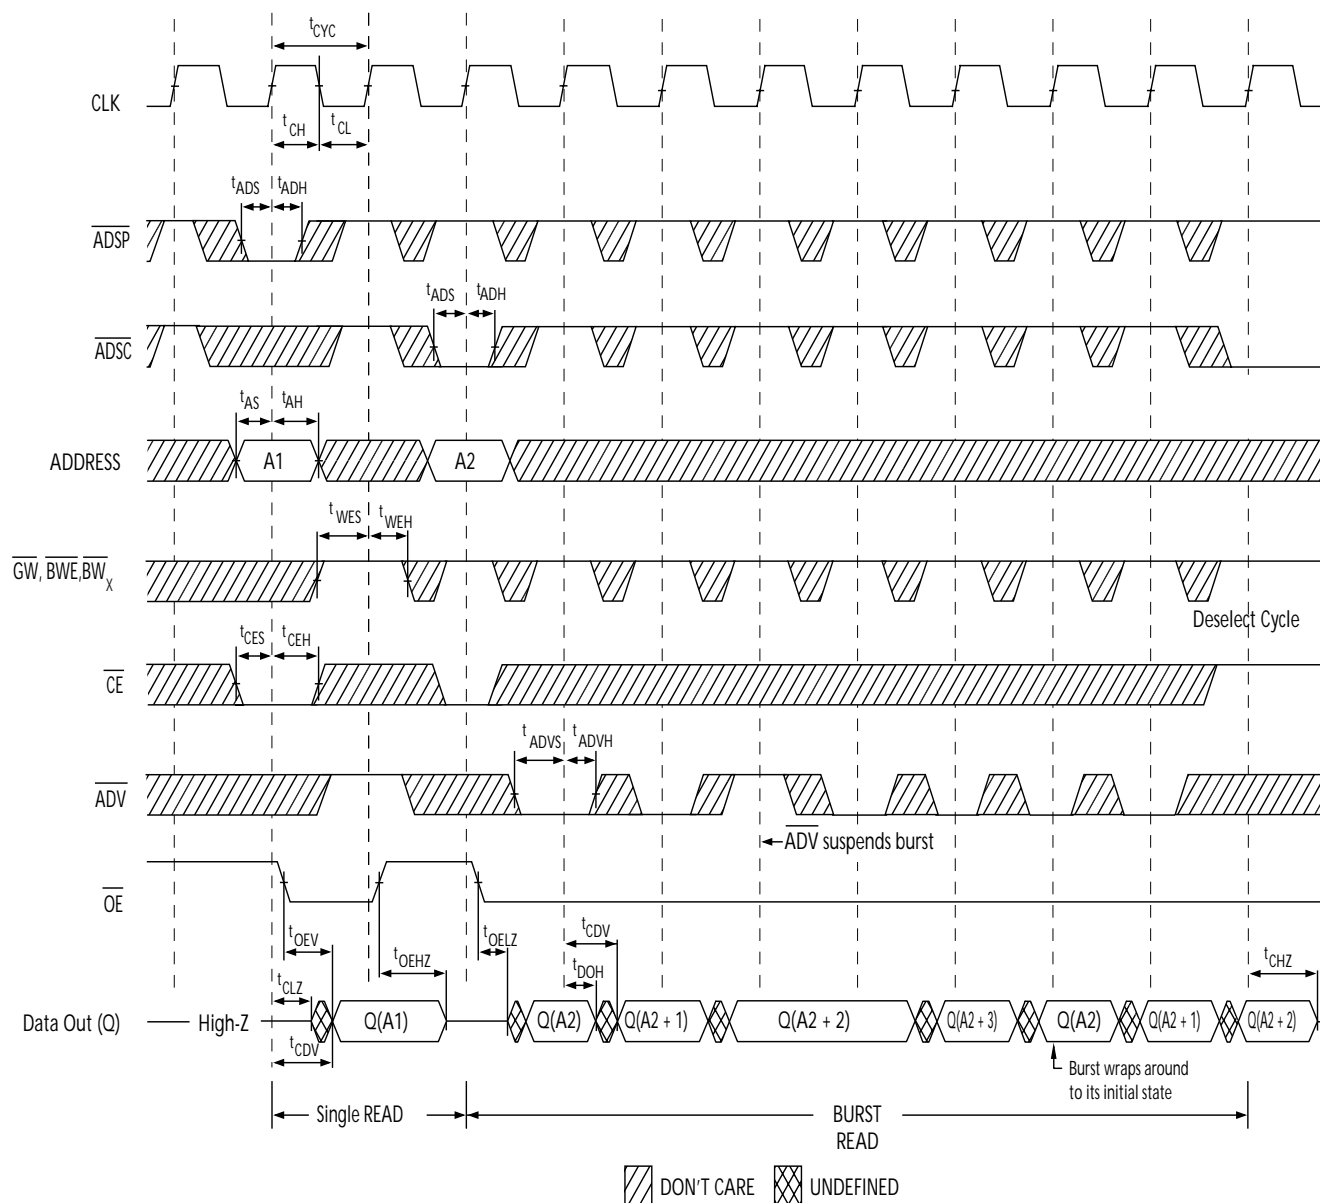 tCYC
CLK
tCH
tCL
tADS
tADH
ADSP
tADS
tADH
ADSC
tAS
tAH
ADDRESS
A1
A2
tWES
tWEH
GW, BWE,BWX
Deselect Cycle
tCES
tCEH
CE
tADVS
tADVH
ADV
ADV suspends burst
OE
tOEV
tOEHZ
tOELZ
tCDV
tCLZ
tDOH
tCHZ
Data Out (Q)
High-Z
Q(A1)
Q(A2)
Q(A2 + 1)
Q(A2 + 2)
Q(A2 + 3)
Q(A2)
Q(A2 + 1)
Q(A2 + 2)
tCDV
Burst wraps around
to its initial state
Single READ
BURST
READ
DON'T CARE
UNDEFINED